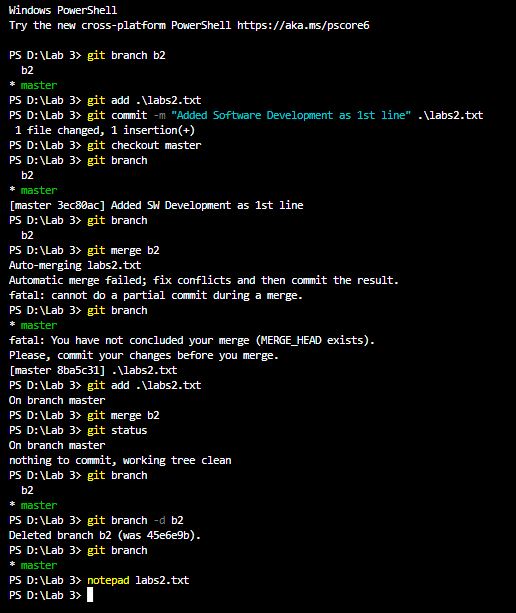 Windows PowerShell
Try the new cross-platform PowerShell https://aka.ms/pscore6
PS D:\Lab 3> git branch b2
b2
* master
PS D:\Lab 3> git add .\labs2.txt
PS D:\Lab 3> git commit -m "Added Software Development as 1st line" .\labs2.txt
1 file changed, 1 insertion(+)
PS D:\Lab 3> git checkout master
PS D:\Lab 3> git branch
b2
* master
[master 3ec80ac] Added SW Development as 1st line
PS D:\Lab 3> git branch
b2
PS D:\Lab 3> git merge b2
Auto-merging labs2.txt
Automatic merge failed; fix conflicts and then commit the result.
fatal: cannot do a partial commit during a merge.
PS D:\Lab 3> git branch
* master
fatal: You have not concluded your merge (MERGE_HEAD exists).
Please, commit your changes before you merge.
[master 8ba5c31] .\labs2.txt
PS D:\Lab 3> git add .\labs2.txt
On branch master
PS D:\Lab 3> git merge b2
PS D:\Lab 3> git status
On branch master
nothing to commit, working tree clean
PS D:\Lab 3> git branch
b2
* master
PS D:\Lab 3> git branch -d b2
Deleted branch b2 (was 45e6e9b).
PS D:\Lab 3> git branch
* master
PS D:\Lab 3> notepad labs2.txt
PS D:\Lab 3>